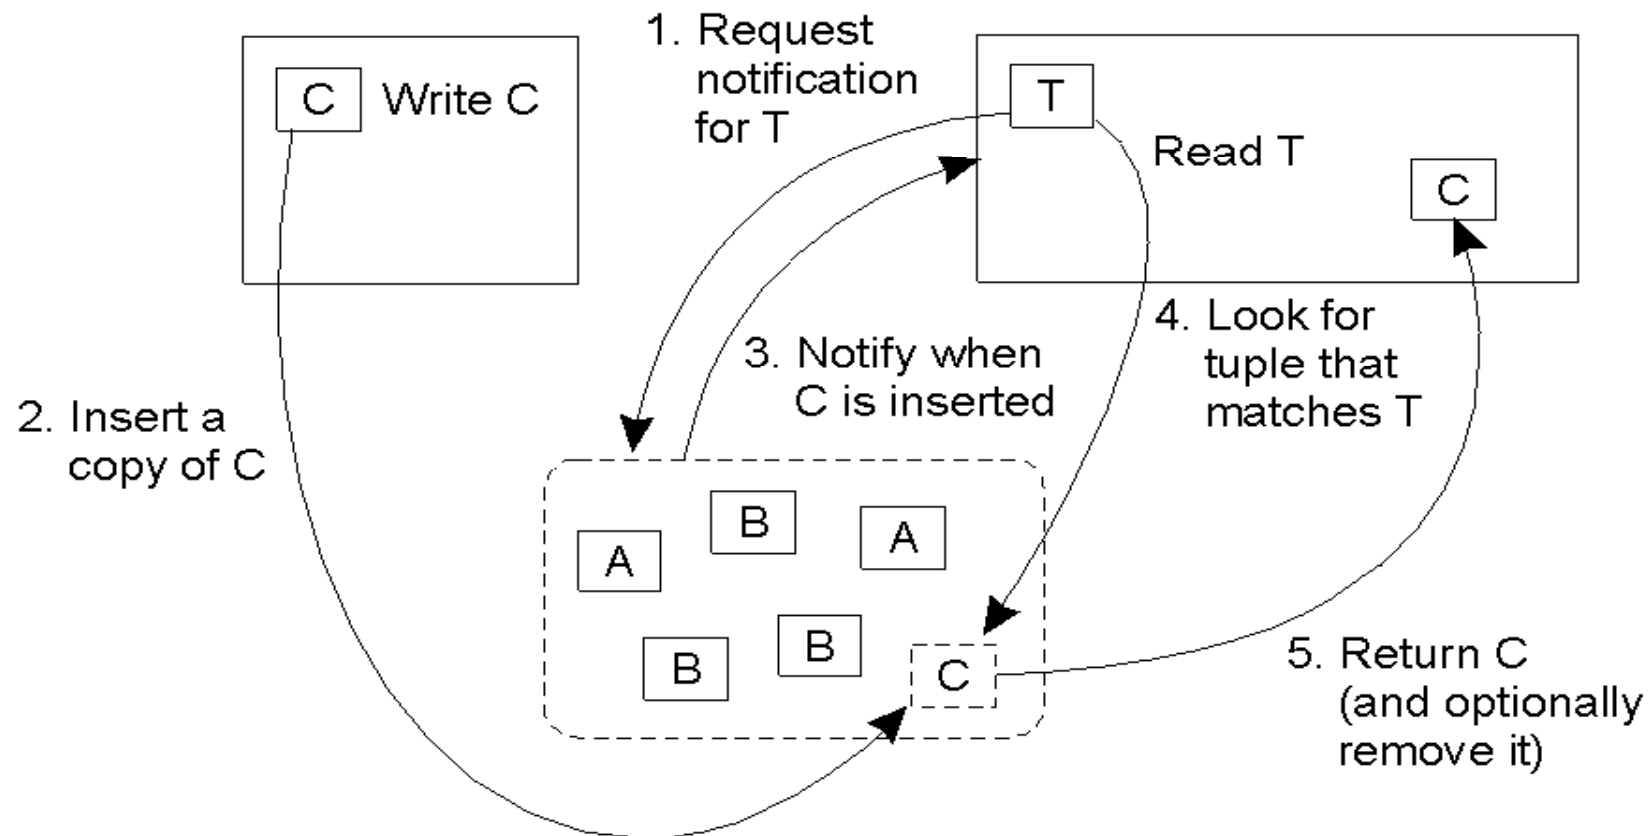 1. Request
notification
for T
C
Write C
T
Read T
C
4. Look for
tuple that
matches T
3. Notify when
C is inserted
2. Insert a
copy of C
B
A
A
B
B
C
5. Return C
(and optionally
remove it)